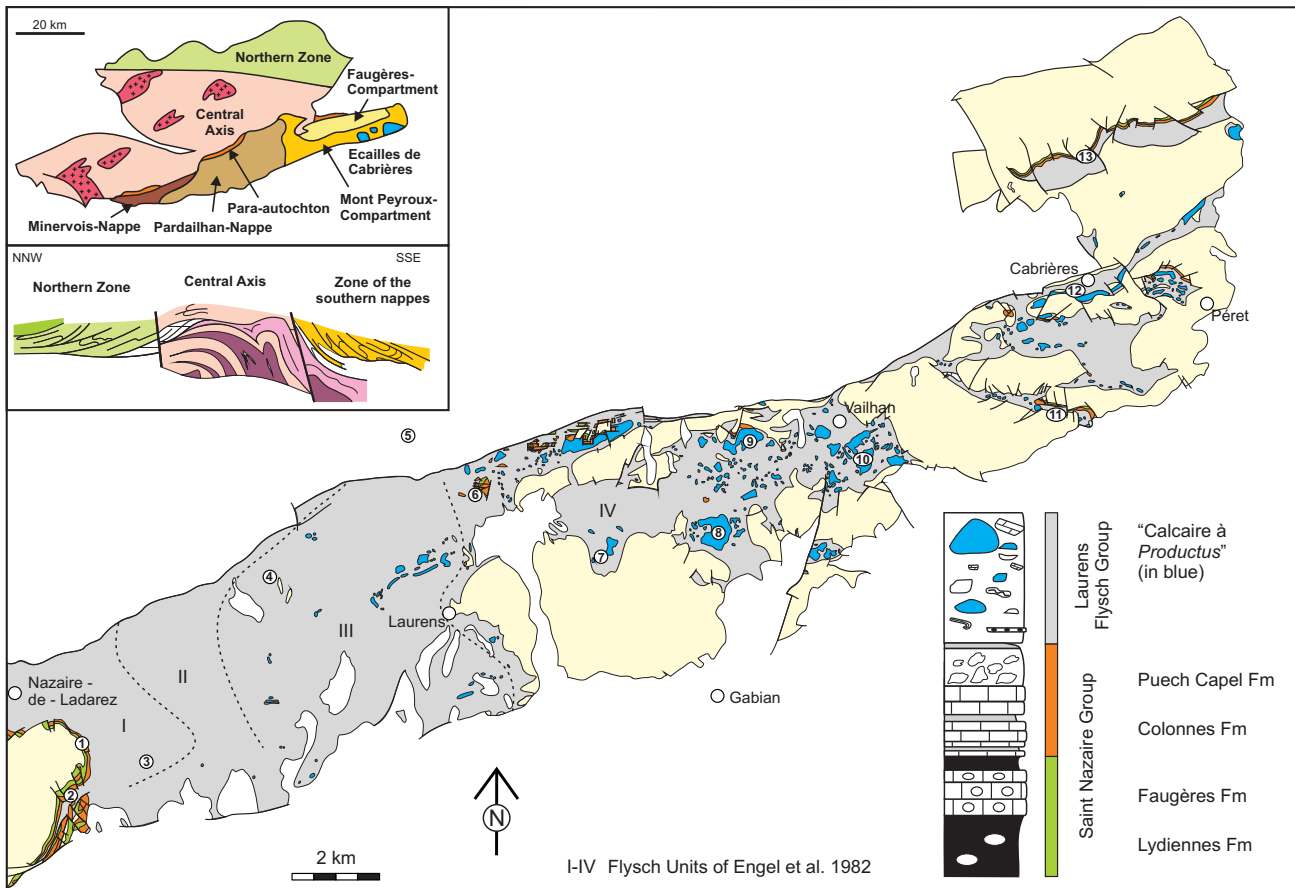 20 km
Northern Zone
Faugères-
Compartment
Central
Axis
Ecailles de
Cabrières
Mont Peyroux-
Compartment
Para-autochton
Minervois-Nappe
Pardailhan-Nappe
NNW
SSE
Northern Zone
Central Axis
Zone of the
southern nappes
13
Cabrières
12
Péret
11
Vailhan
5
9
10
6
IV
8
7
4
III
Laurens
II
Nazaire -
de - Ladarez
I
1
3
2
Gabian
N
2 km
I-IV Flysch Units of Engel et al. 1982
Laurens
Flysch Group
"Calcaire à
Productus"
(in blue)
Saint Nazaire Group
Puech Capel Fm
Colonnes Fm
Faugères Fm
Lydiennes Fm